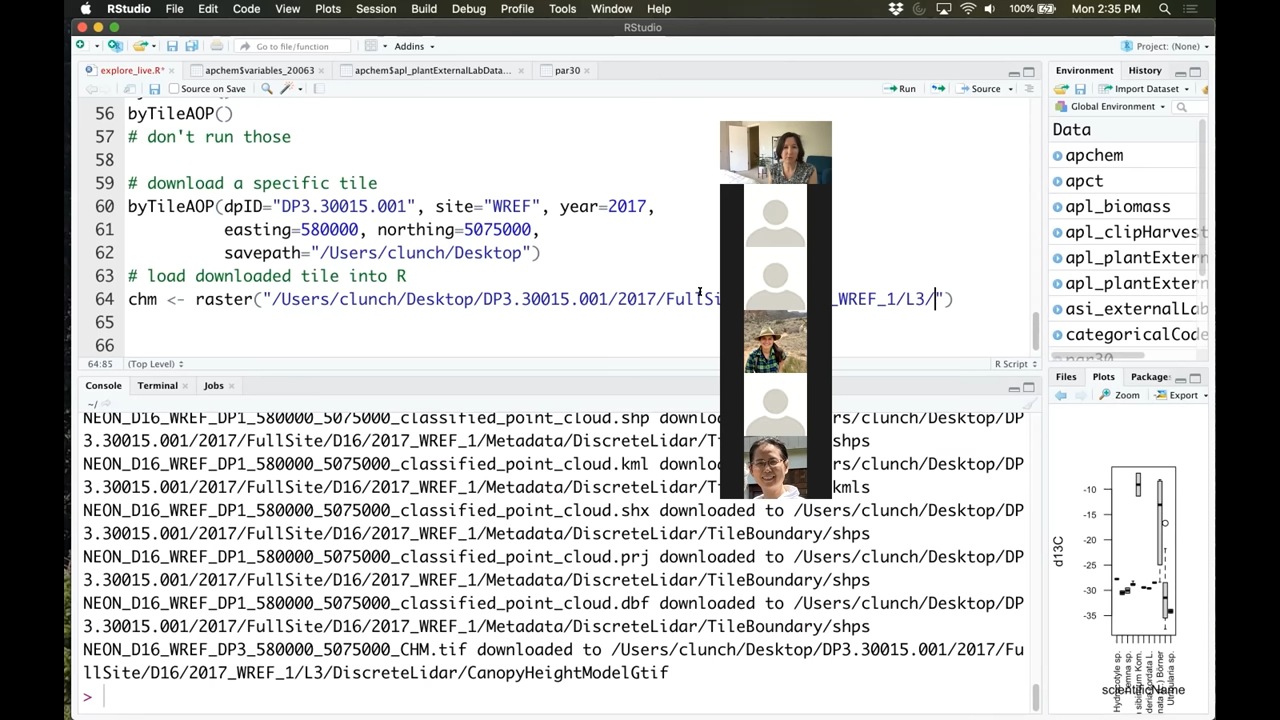 RStudio File Edit Code View Plots Session Build Debug Profile Tools Window Help 100% Mon 2:35 PM
RStudio
Go to file/function Addins Project: (None)
explore_live.R* apchem$variables_20063 apchem$apl_plantExternalLabData... par30
Source on Save Run Source
56 byTileAOP()
57 # don't run those
58
59 # download a specific tile
60 byTileAOP(dpID="DP3.30015.001", site="WREF", year=2017,
61 easting=580000, northing=5075000,
62 savepath="/Users/clunch/Desktop")
63 # load downloaded tile into R
64 chm <- raster("/Users/clunch/Desktop/DP3.30015.001/2017/FullSi _WREF_1/L3/")
65
66
64:85 (Top Level) R Script
Console Terminal Jobs
~/
NEON_D16_WREF_DP1_580000_5075000_classified_point_cloud.shp downloaded ers/clunch/Desktop/DP
3.30015.001/2017/FullSite/D16/2017_WREF_1/Metadata/DiscreteLidar/Ti shps
NEON_D16_WREF_DP1_580000_5075000_classified_point_cloud.kml downloa ers/clunch/Desktop/DP
3.30015.001/2017/FullSite/D16/2017_WREF_1/Metadata/DiscreteLidar/Ti kmls
NEON_D16_WREF_DP1_580000_5075000_classified_point_cloud.shx downloaded to /Users/clunch/Desktop/DP
3.30015.001/2017/FullSite/D16/2017_WREF_1/Metadata/DiscreteLidar/TileBoundary/shps
NEON_D16_WREF_DP1_580000_5075000_classified_point_cloud.prj downloaded to /Users/clunch/Desktop/DP
3.30015.001/2017/FullSite/D16/2017_WREF_1/Metadata/DiscreteLidar/TileBoundary/shps
NEON_D16_WREF_DP1_580000_5075000_classified_point_cloud.dbf downloaded to /Users/clunch/Desktop/DP
3.30015.001/2017/FullSite/D16/2017_WREF_1/Metadata/DiscreteLidar/TileBoundary/shps
NEON_D16_WREF_DP3_580000_5075000_CHM.tif downloaded to /Users/clunch/Desktop/DP3.30015.001/2017/Fu
llSite/D16/2017_WREF_1/L3/DiscreteLidar/CanopyHeightModelGtif
>
Environment History
Import Dataset
Global Environment
Data
apchem
apct
apl_biomass
apl_clipHarvest
apl_plantExtern
apl_plantExtern
asi_externalLab
categoricalCode
par30
Files Plots Package
Zoom Export
-10
-15
-20
-25
-30
-35
d13C
scientificName